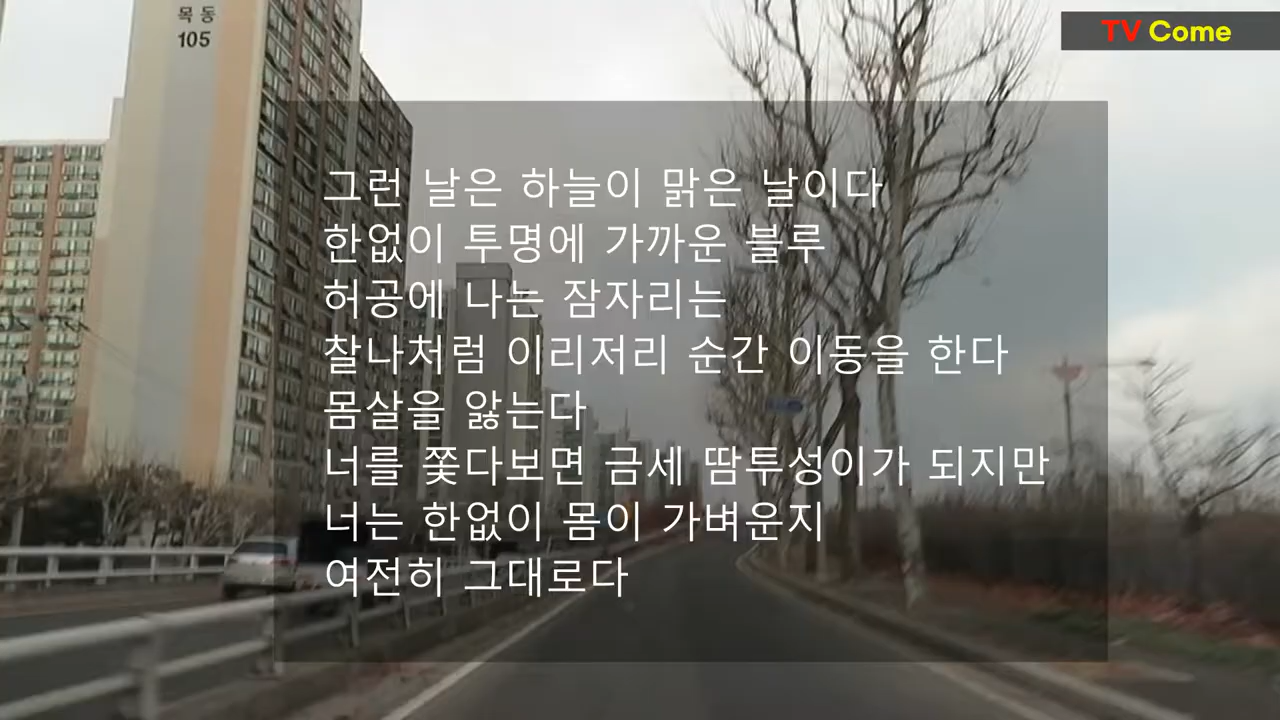 목동
105
TV Come
그런 날은 하늘이 맑은 날이다
한없이 투명에 가까운 블루
허공에 나는 잠자리는
찰나처럼 이리저리 순간 이동을 한다
몸살을 앓는다
너를 쫓다보면 금세 땀투성이가 되지만
너는 한없이 몸이 가벼운지
여전히 그대로다